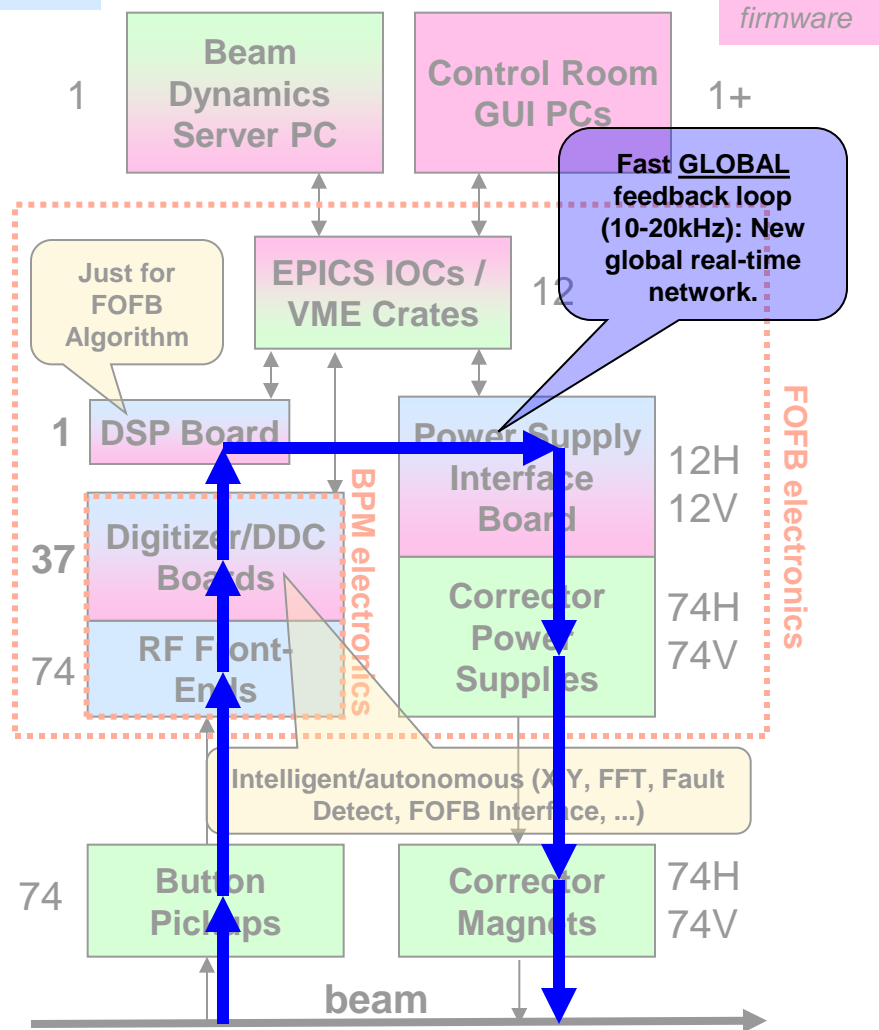 firmware
Beam
Dynamics
Server PC
1
Control Room
GUI PCs
1+
Fast GLOBAL
feedback loop
(10-20kHz): New
global real-time
network.
Just for
FOFB
Algorithm
EPICS IOCs /
VME Crates
12
1
DSP Board
Power Supply
Interface
Board
12H
12V
FOFB electronics
BPM electronics
37
Digitizer/DDC
Boards
74
RF Front-
Ends
Corrector
Power
Supplies
74H
74V
Intelligent/autonomous (X/Y, FFT, Fault
Detect, FOFB Interface, ...)
74
Button
Pickups
Corrector
Magnets
74H
74V
beam